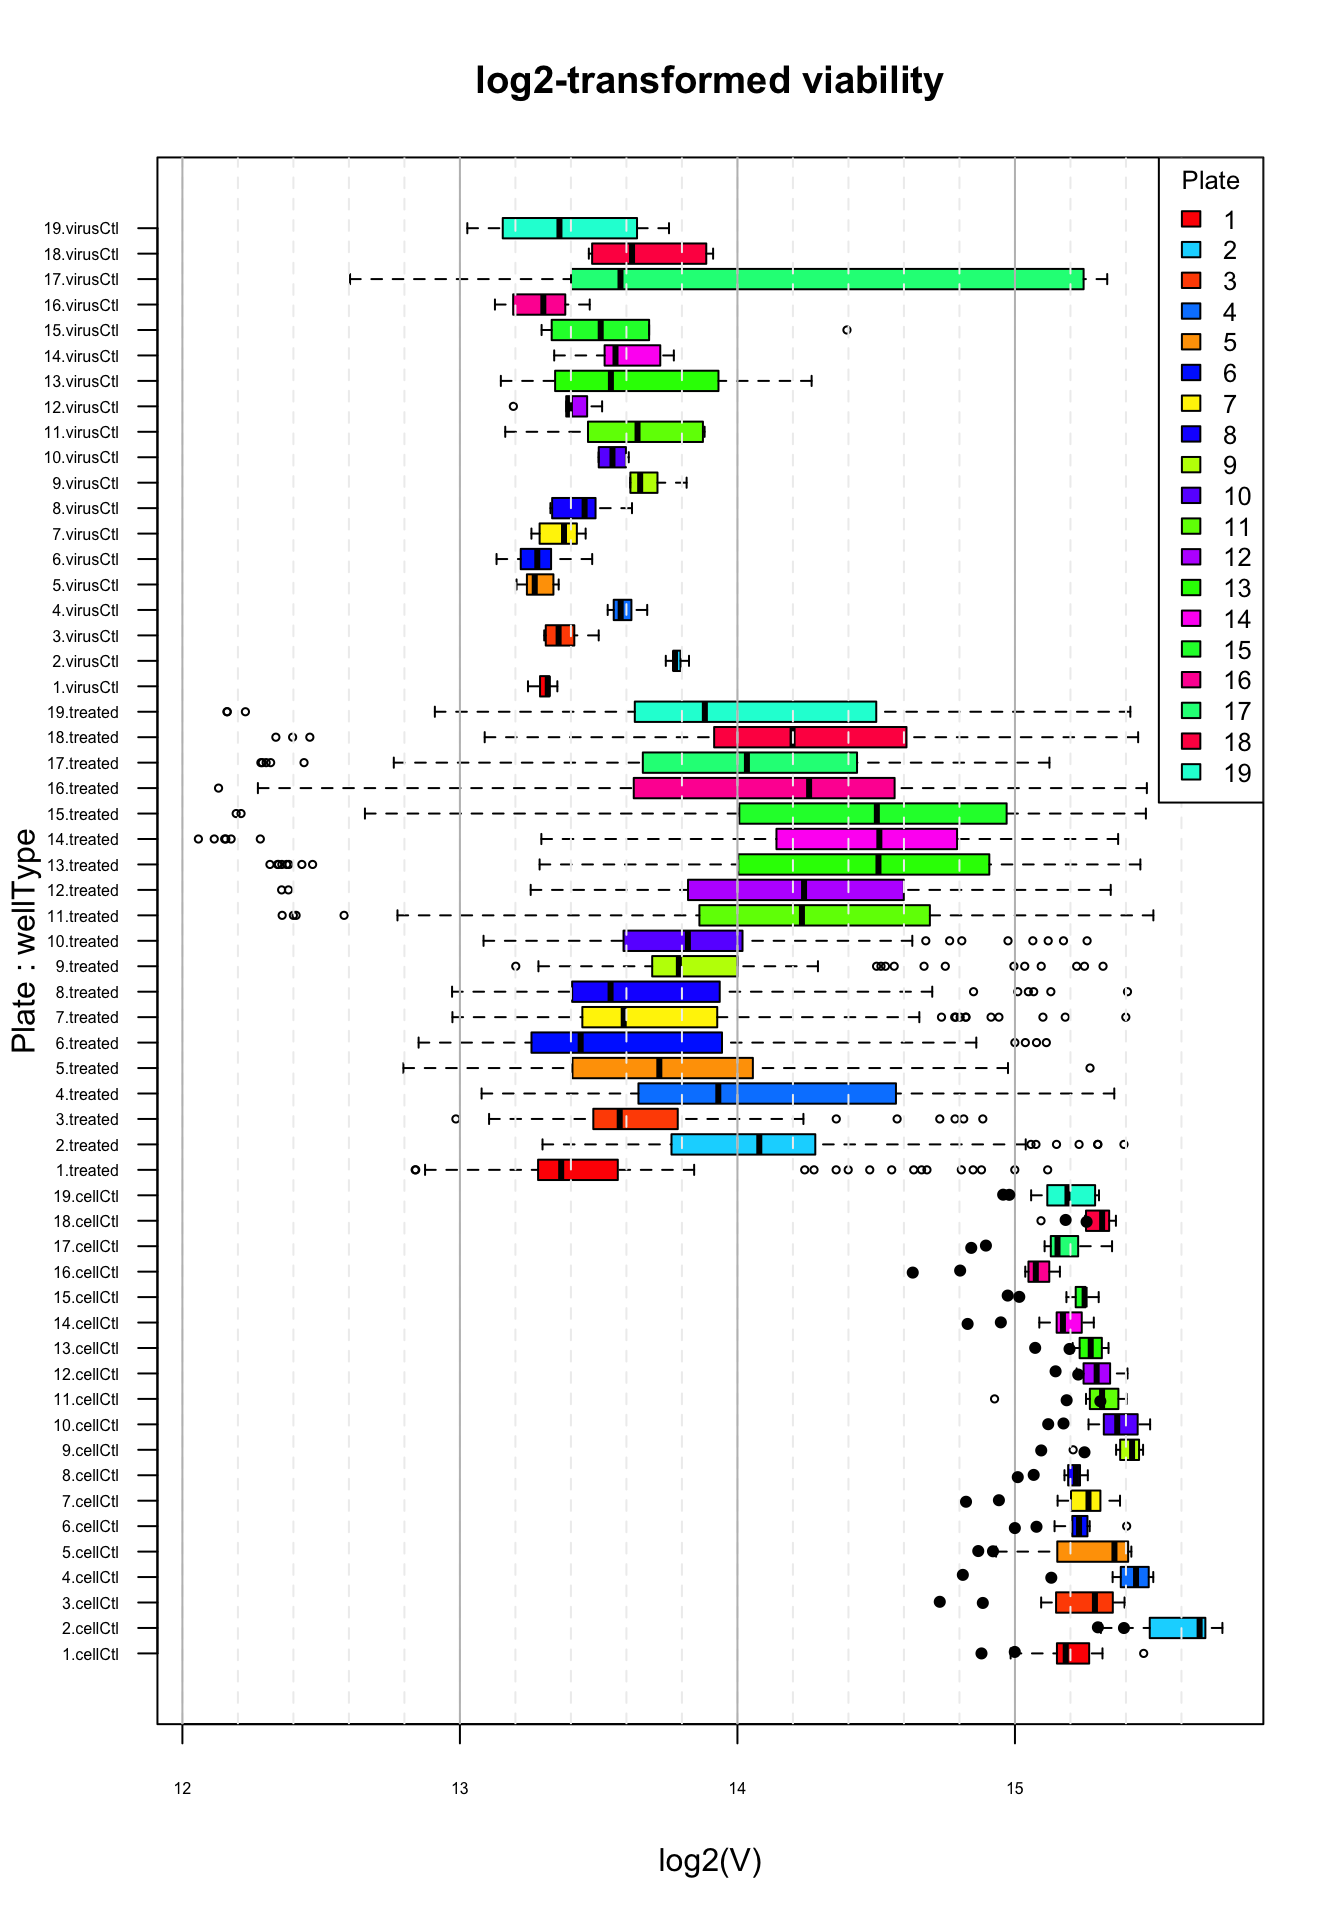 log2-transformed viability
Plate
1
2
3
4
5
6
7
8
9
10
11
12
13
14
15
16
17
18
19
Plate : wellType
19.virusCtl
18.virusCtl
17.virusCtl
16.virusCtl
15.virusCtl
14.virusCtl
13.virusCtl
12.virusCtl
11.virusCtl
10.virusCtl
9.virusCtl
8.virusCtl
7.virusCtl
6.virusCtl
5.virusCtl
4.virusCtl
3.virusCtl
2.virusCtl
1.virusCtl
19.treated
18.treated
17.treated
16.treated
15.treated
14.treated
13.treated
12.treated
11.treated
10.treated
9.treated
8.treated
7.treated
6.treated
5.treated
4.treated
3.treated
2.treated
1.treated
19.cellCtl
18.cellCtl
17.cellCtl
16.cellCtl
15.cellCtl
14.cellCtl
13.cellCtl
12.cellCtl
11.cellCtl
10.cellCtl
9.cellCtl
8.cellCtl
7.cellCtl
6.cellCtl
5.cellCtl
4.cellCtl
3.cellCtl
2.cellCtl
1.cellCtl
12 13 14 15
log2(V)